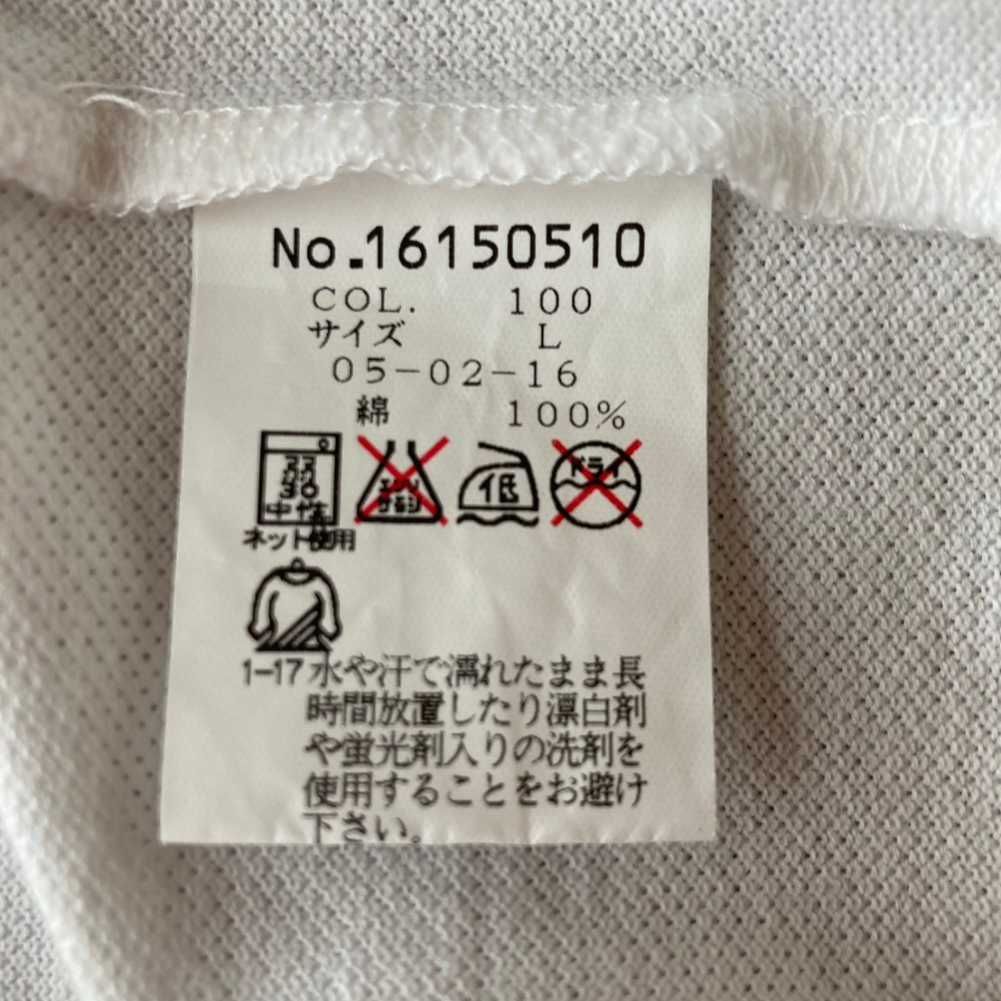 No.16150510
COL. 100
サイズ L
05-02-16
綿 100%
弱
30
中性
エンソ
サラシ
低
ドライ
ネット使用
1-17 水や汗で濡れたまま長
時間放置したり漂白剤
や蛍光剤入りの洗剤を
使用することをお避け
下さい。